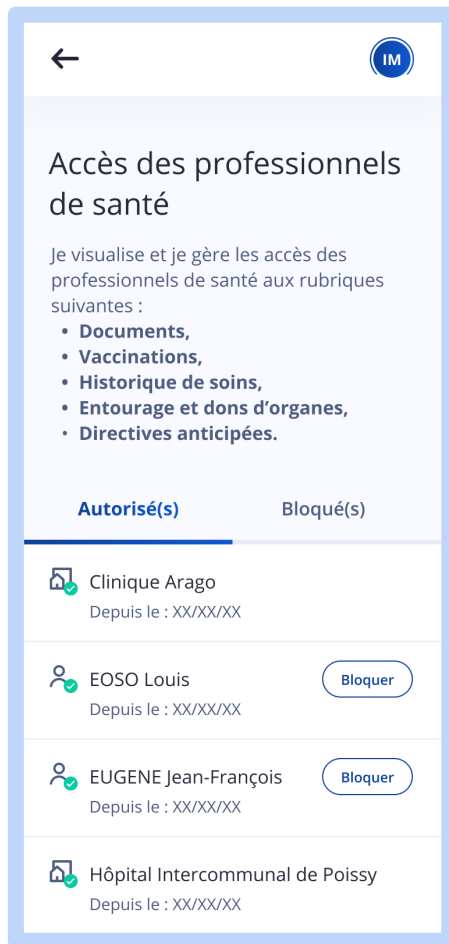 IM
Accès des professionnels
de santé
Je visualise et je gère les accès des
professionnels de santé aux rubriques
suivantes :
• Documents,
• Vaccinations,
• Historique de soins,
• Entourage et dons d’organes,
• Directives anticipées.
Autorisé(s) Bloqué(s)
Clinique Arago
Depuis le : XX/XX/XX
EOSO Louis Bloquer
Depuis le : XX/XX/XX
EUGENE Jean-François Bloquer
Depuis le : XX/XX/XX
Hôpital Intercommunal de Poissy
Depuis le : XX/XX/XX